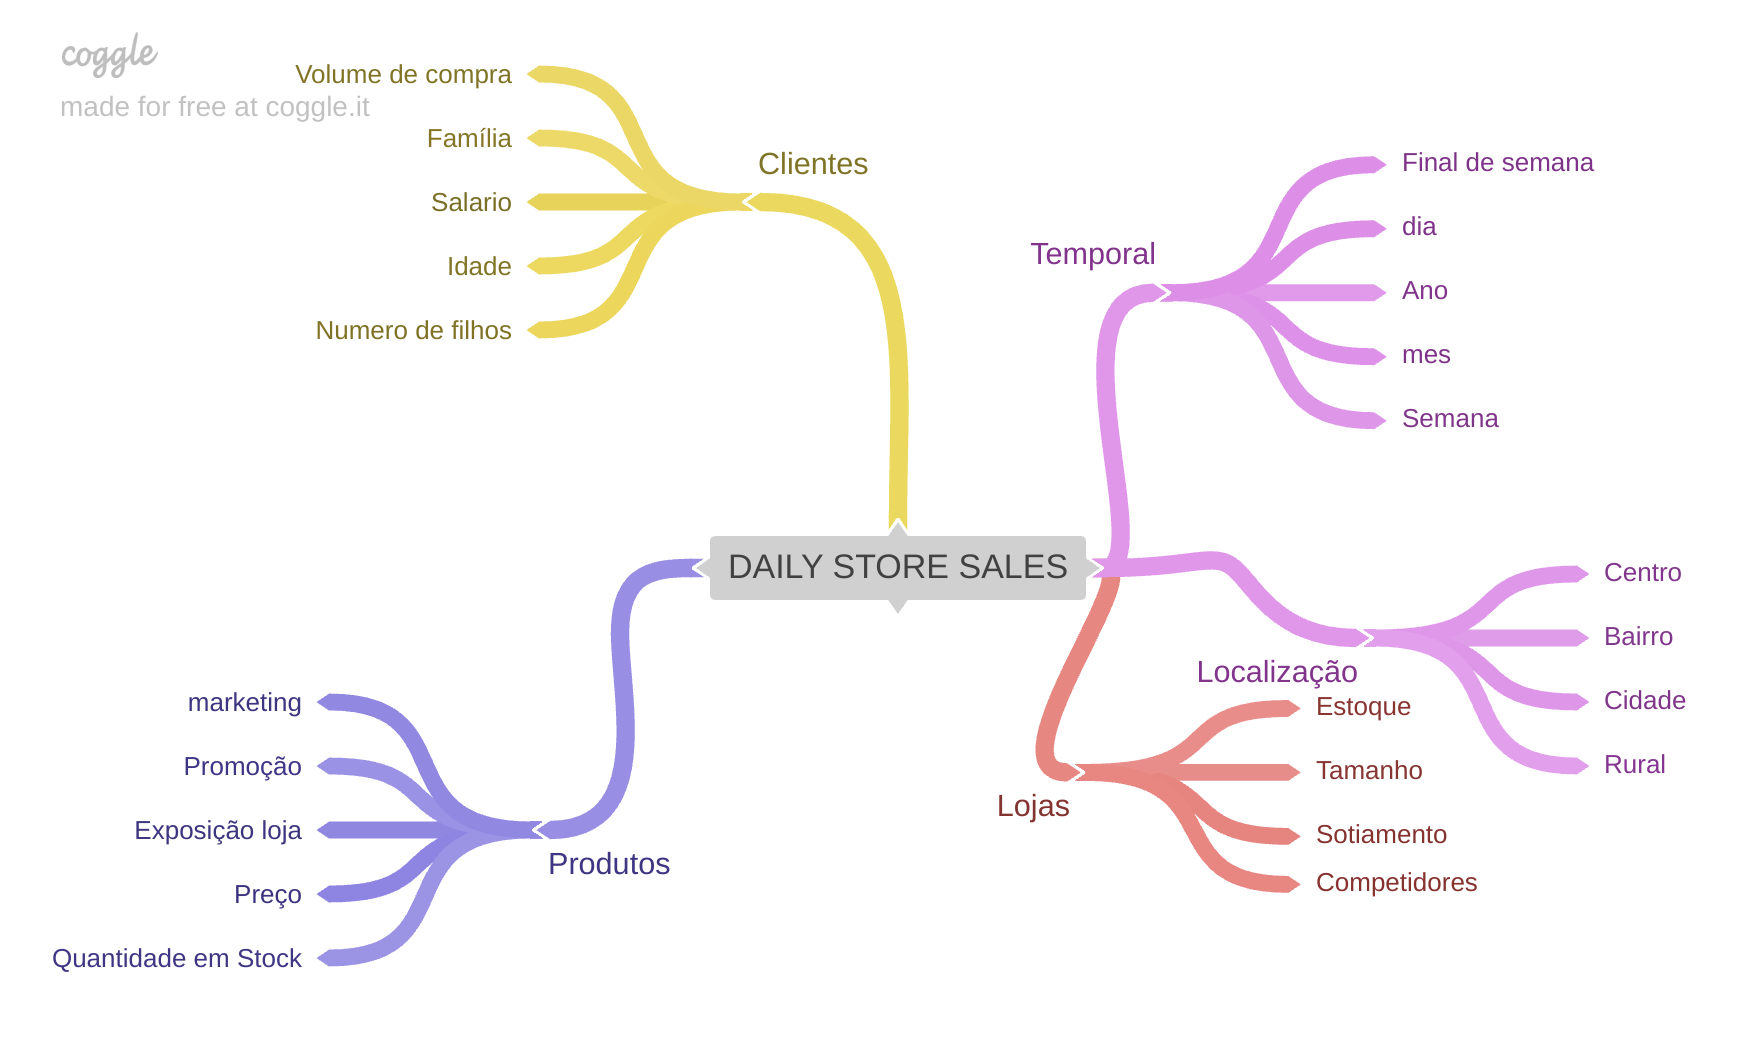 coggle
made for free at coggle.it
Volume de compra
Família
Salario
Idade
Numero de filhos
Clientes
Temporal
Final de semana
dia
Ano
mes
Semana
DAILY STORE SALES
Localização
Centro
Bairro
Cidade
Rural
Lojas
Estoque
Tamanho
Sotiamento
Competidores
Produtos
marketing
Promoção
Exposição loja
Preço
Quantidade em Stock